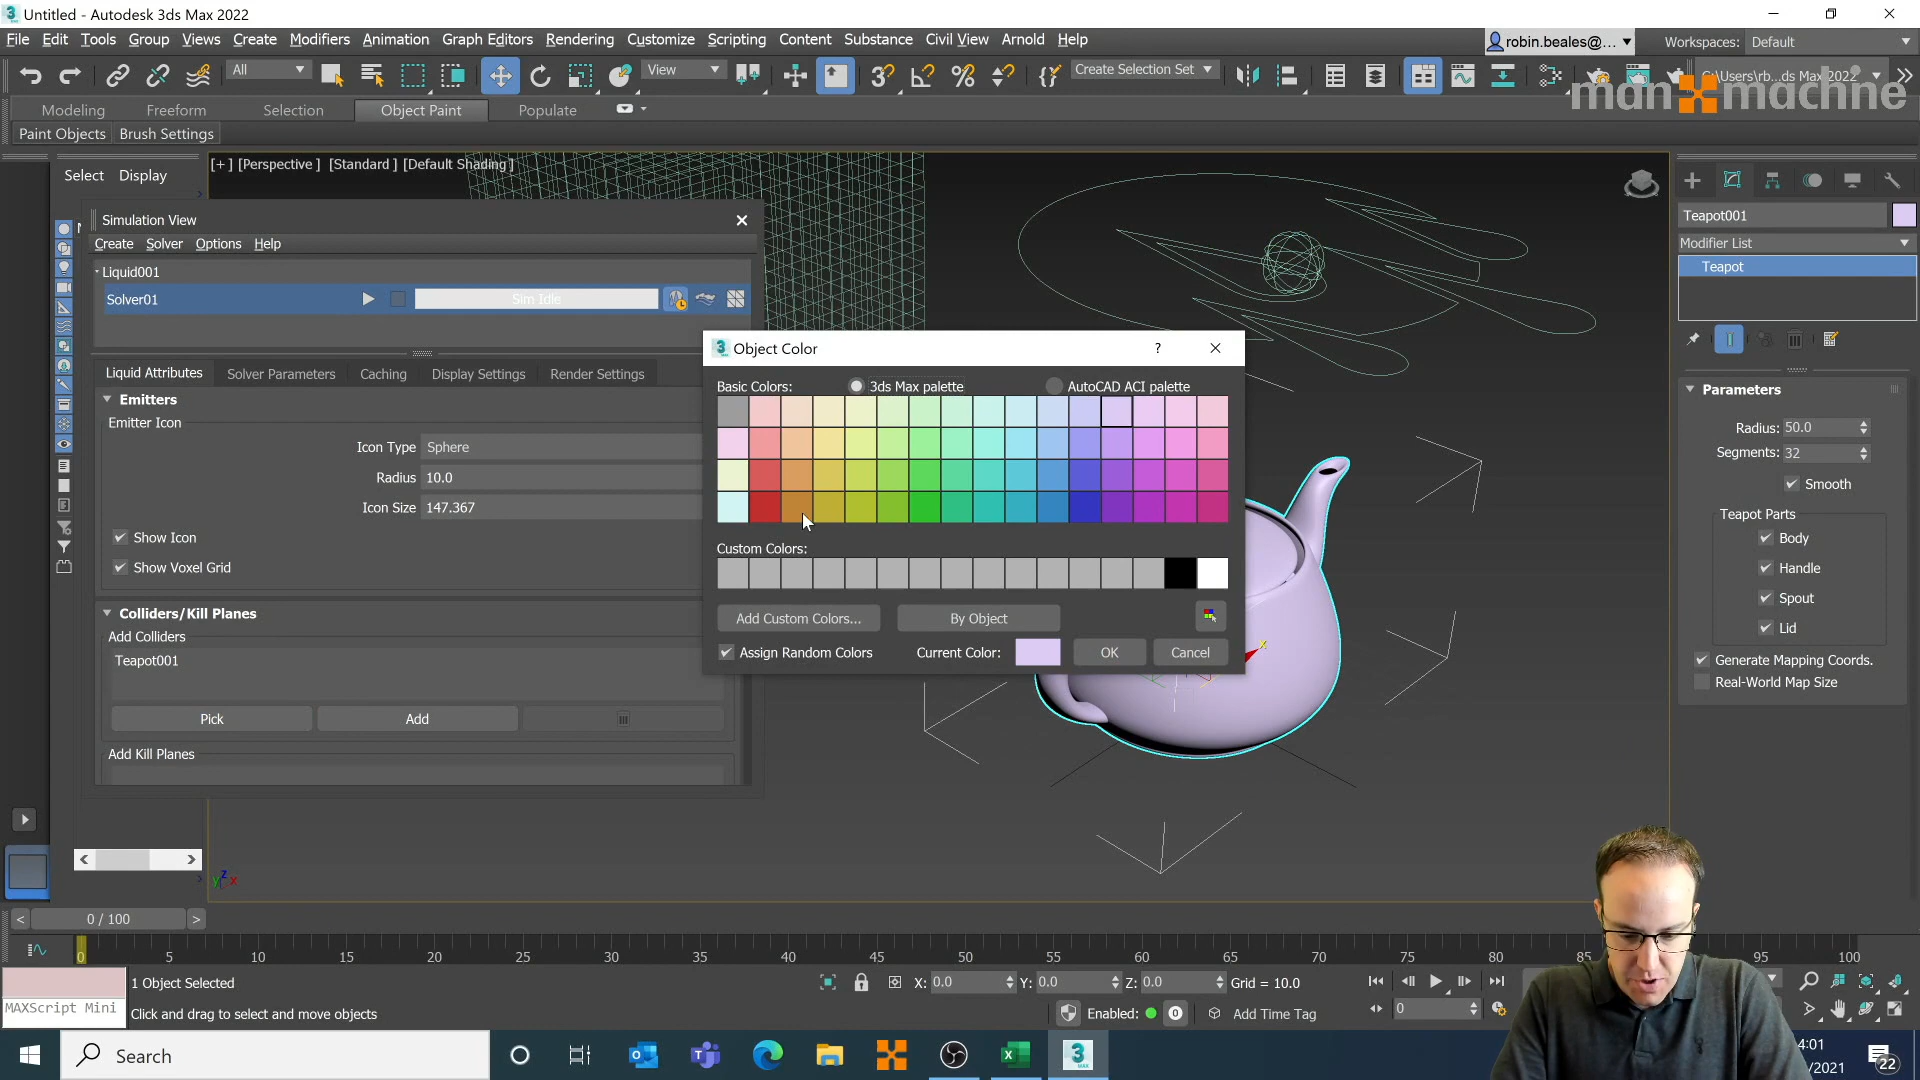 Untitled - Autodesk 3ds Max 2022
File Edit Tools Group Views Create Modifiers Animation Graph Editors Rendering Customize Scripting Content Substance Civil View Arnold Help
robin.beales@...
Workspaces: Default
All
View
Create Selection Set
man machine
Modeling Freeform Selection Object Paint Populate
Paint Objects Brush Settings
Select Display
[+] [Perspective ] [Standard ] [Default Shading ]
Simulation View
Create Solver Options Help
Liquid001
Solver01
Sim Idle
Liquid Attributes Solver Parameters Caching Display Settings Render Settings
Emitters
Emitter Icon
Icon Type Sphere
Radius 10.0
Icon Size 147.367
Show Icon
Show Voxel Grid
Colliders/Kill Planes
Add Colliders
Teapot001
Pick Add
Add Kill Planes
Object Color
?
Basic Colors: 3ds Max palette AutoCAD ACI palette
Custom Colors:
Add Custom Colors... By Object
Assign Random Colors Current Color: OK Cancel
x
Teapot001
Modifier List
Teapot
Parameters
Radius: 50.0
Segments: 32
Smooth
Teapot Parts
Body
Handle
Spout
Lid
Generate Mapping Coords.
Real-World Map Size
0 / 100
0 5 10 15 20 25 30 35 40 45 50 55 60 65 70 75 80 85 95 100
MAXScript Mini
1 Object Selected
Click and drag to select and move objects
X: 0.0 Y: 0.0 Z: 0.0 Grid = 10.0
Enabled: 0 Add Time Tag
0
Search
4:01
/2021
22